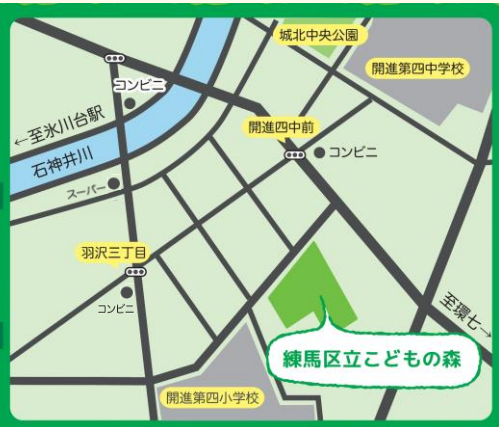 城北中央公園
開進第四中学校
コンビニ
←至氷川台駅
開進四中前
コンビニ
石神井川
スーパー
羽沢三丁目
コンビニ
至環七→
練馬区立こどもの森
開進第四小学校